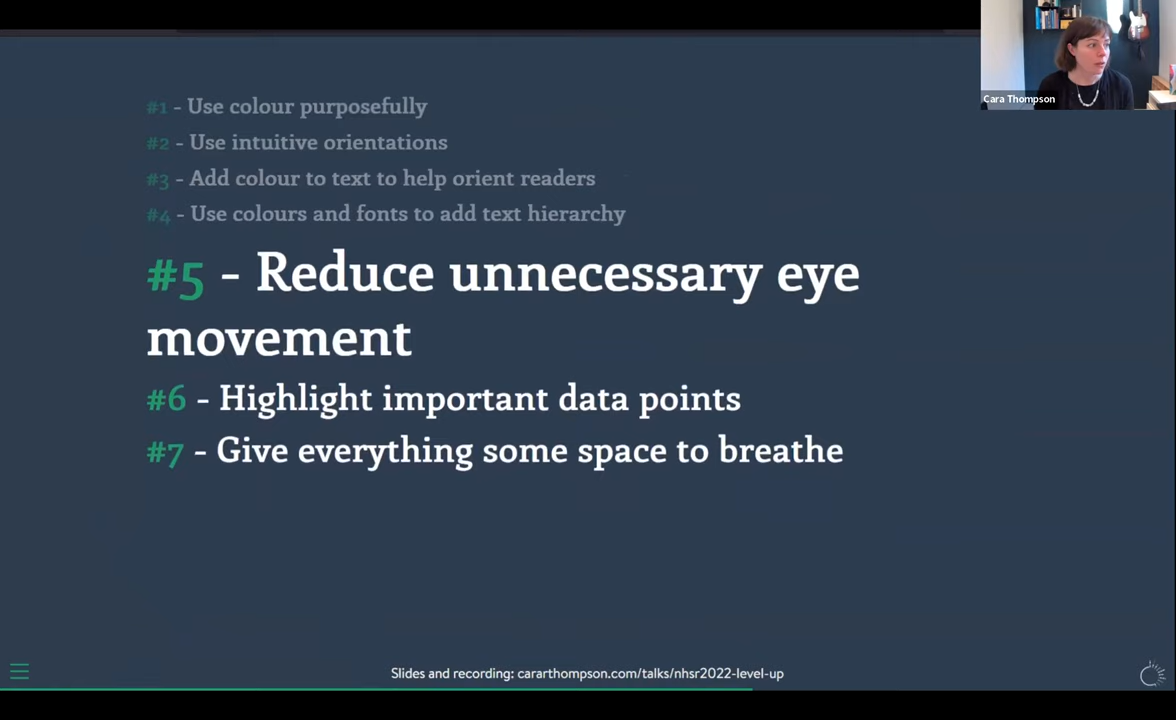 Cara Thompson
#1 - Use colour purposefully
#2 - Use intuitive orientations
#3 - Add colour to text to help orient readers
#4 - Use colours and fonts to add text hierarchy
#5 - Reduce unnecessary eye
movement
#6 - Highlight important data points
#7 - Give everything some space to breathe
Slides and recording: cararthompson.com/talks/nhsr2022-level-up